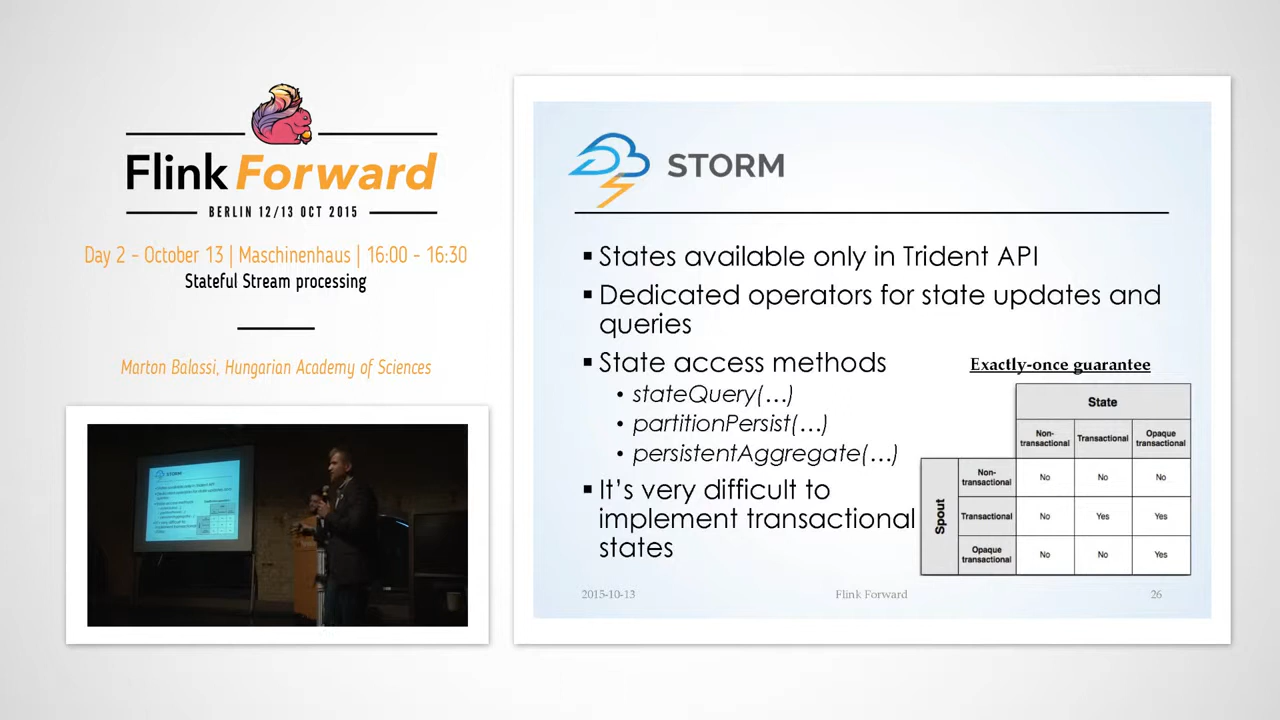 Flink Forward
BERLIN 12/13 OCT 2015
Day 2 - October 13 | Maschinenhaus | 16:00 - 16:30
Stateful Stream processing
Marton Balassi, Hungarian Academy of Sciences
STORM
STORM
▪ States available only in Trident API
▪ Dedicated operators for state updates and
queries
▪ State access methods
• stateQuery(…)
• partitionPersist(…)
• persistentAggregate(…)
▪ It’s very difficult to
implement transactional
states
Exactly-once guarantee
State
Non-
transactional
Transactional
Opaque
transactional
Spout
Non-
transactional
No No No
Transactional
No Yes Yes
Opaque
transactional
No No Yes
2015-10-13 Flink Forward 26